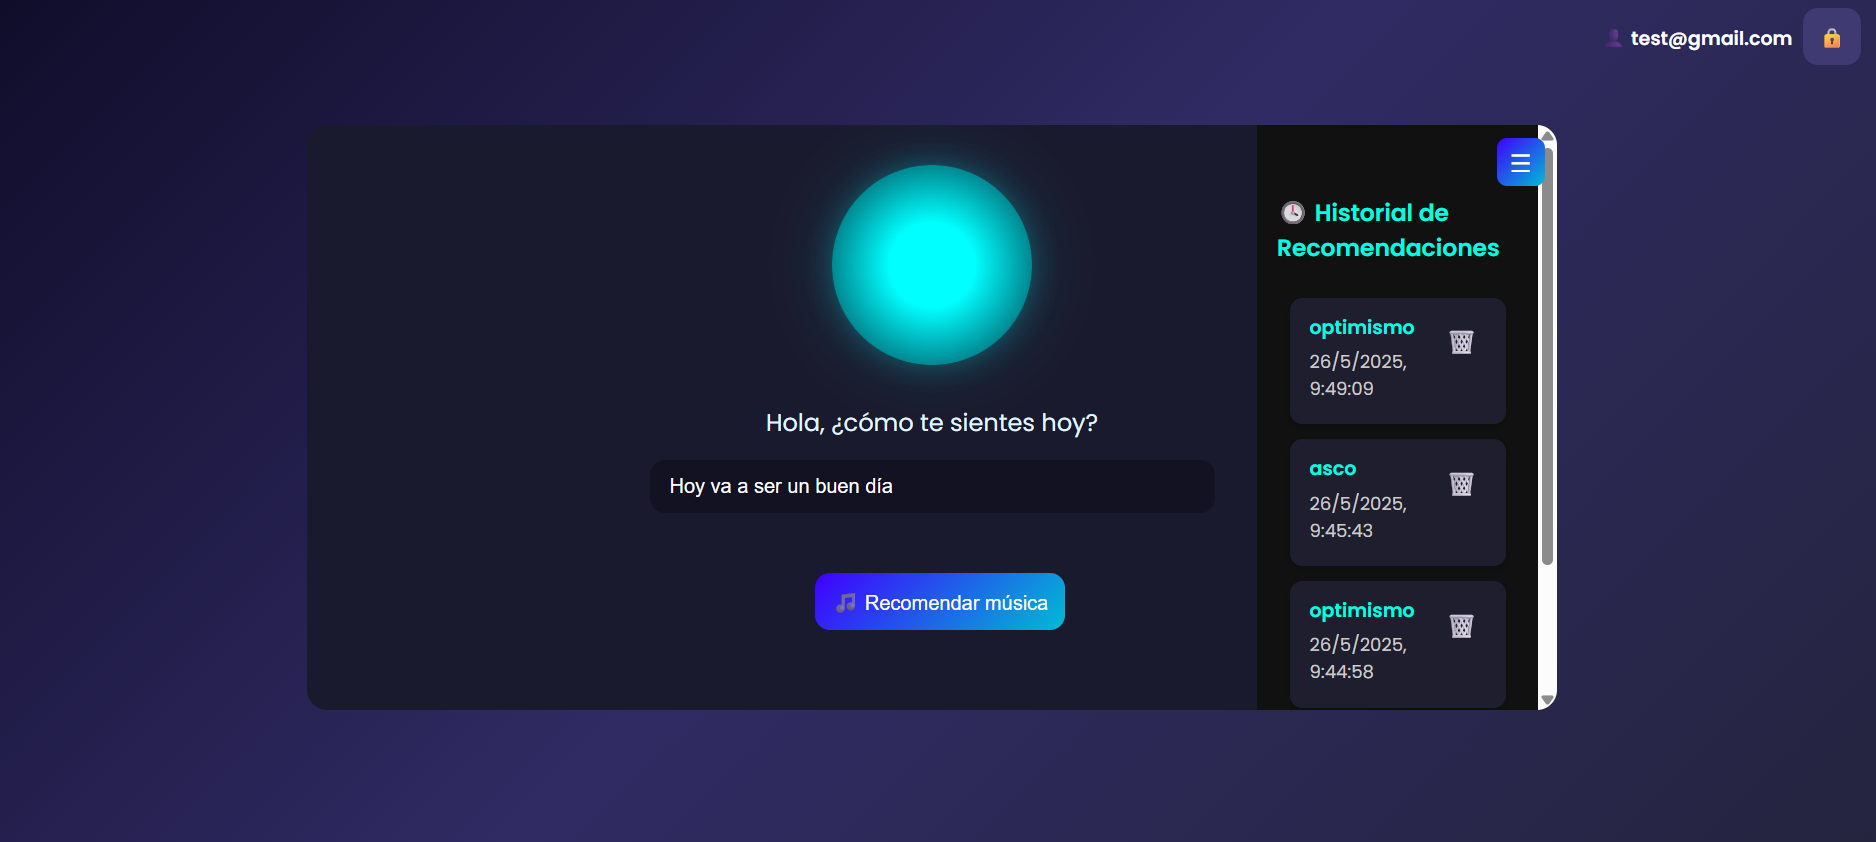 test@gmail.com
Historial de
Recomendaciones
Hola, ¿cómo te sientes hoy?
Hoy va a ser un buen día
Recomendar música
optimismo
26/5/2025,
9:49:09
asco
26/5/2025,
9:45:43
optimismo
26/5/2025,
9:44:58